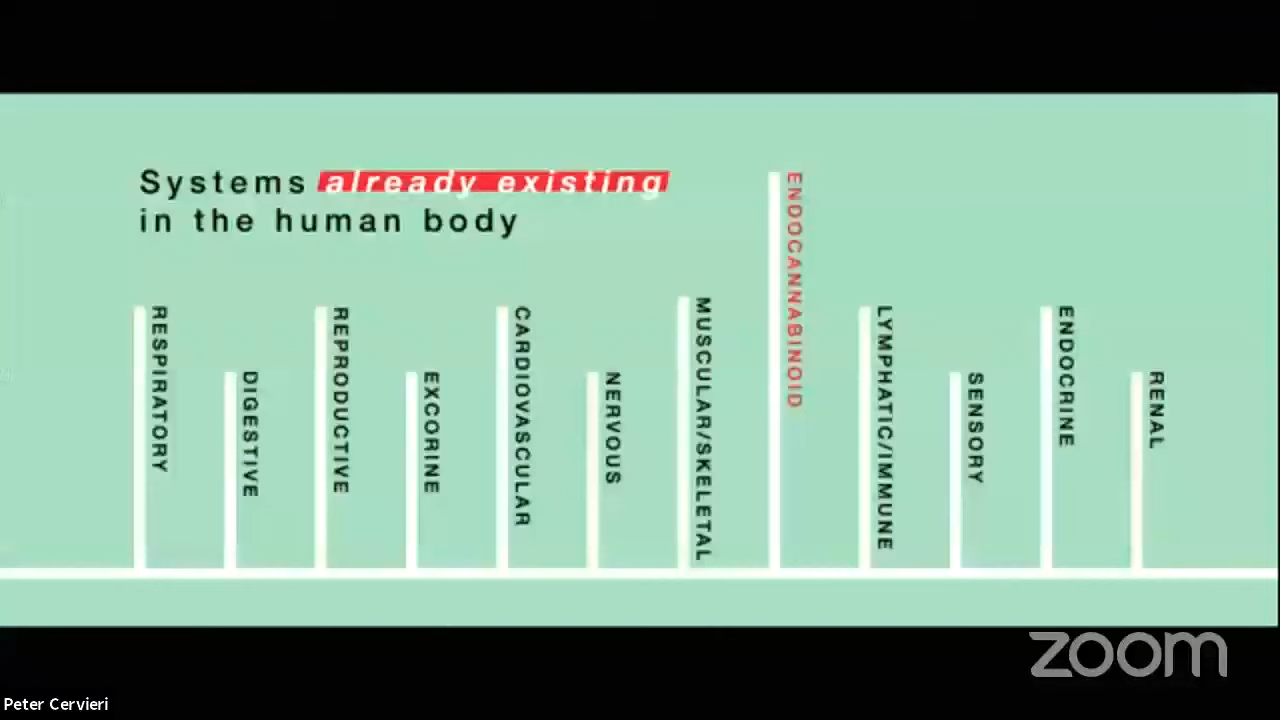 Systems already existing
in the human body
RESPIRATORY
DIGESTIVE
REPRODUCTIVE
EXCORINE
CARDIOVASCULAR
NERVOUS
MUSCULAR/SKELETAL
ENDOCANNABINOID
LYMPHATIC/IMMUNE
SENSORY
ENDOCRINE
RENAL
zoom
Peter Cervieri